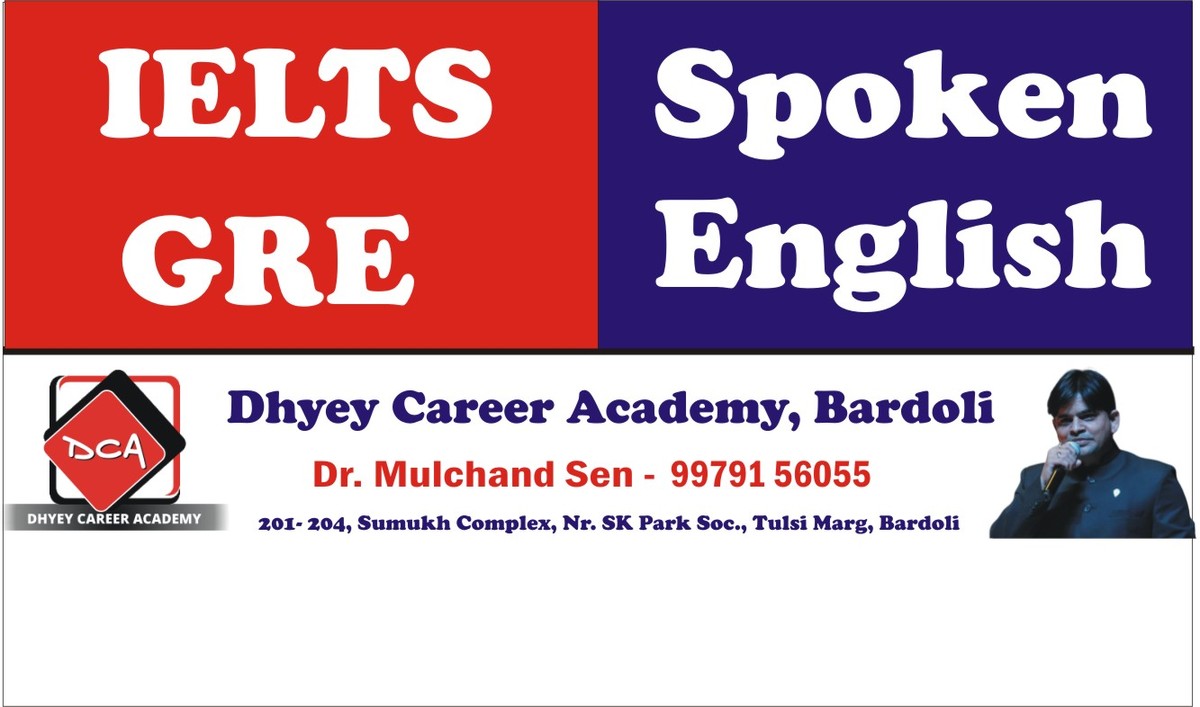 IELTS
GRE
Spoken
English
DCA
DHYEY CAREER ACADEMY
Dhyey Career Academy, Bardoli
Dr. Mulchand Sen - 99791 56055
201- 204, Sumukh Complex, Nr. SK Park Soc., Tulsi Marg, Bardoli